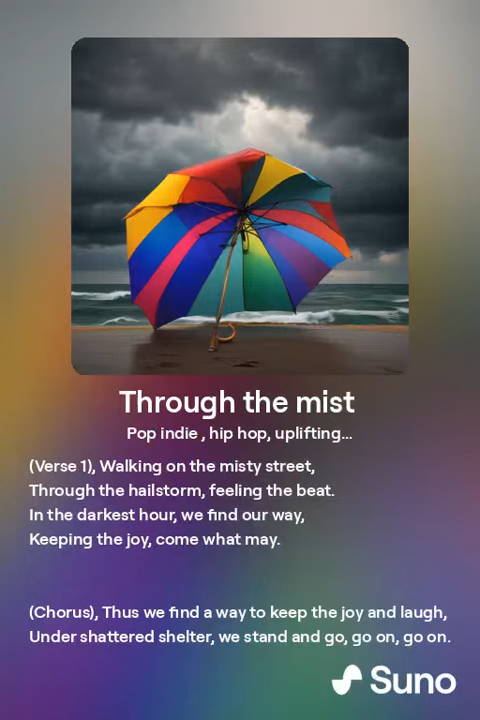 Through the mist
Pop indie , hip hop, uplifting...
(Verse 1), Walking on the misty street,
Through the hailstorm, feeling the beat.
In the darkest hour, we find our way,
Keeping the joy, come what may.
(Chorus), Thus we find a way to keep the joy and laugh,
Under shattered shelter, we stand and go, go on, go on.
Suno